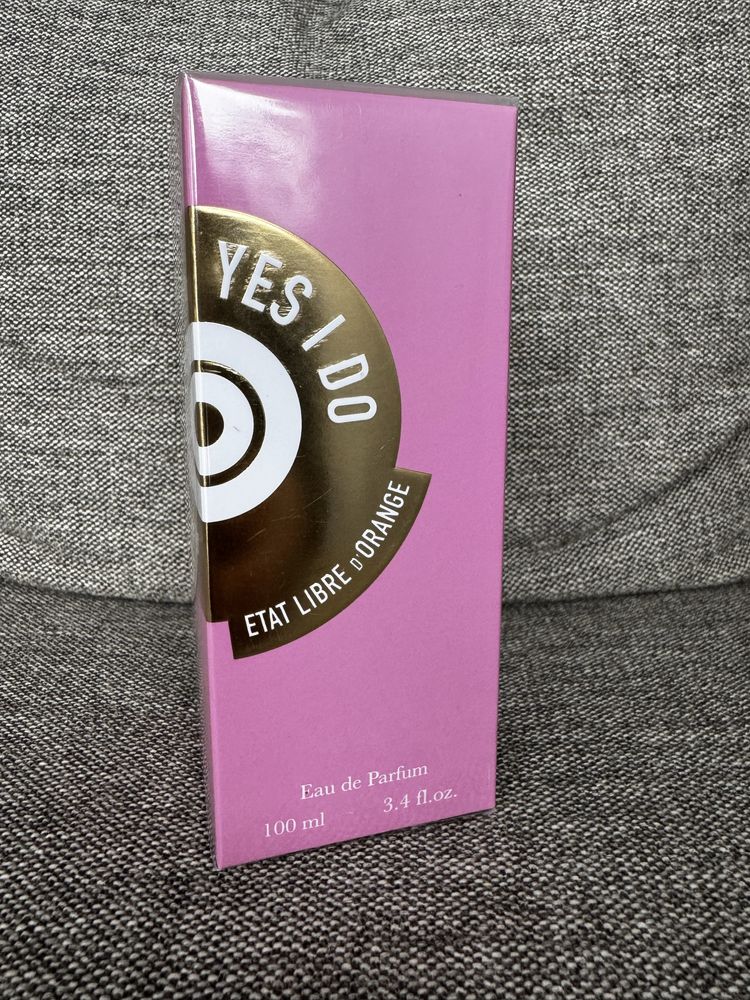 YES I DO
ETAT LIBRE D'ORANGE
Eau de Parfum
100 ml 3.4 fl.oz.